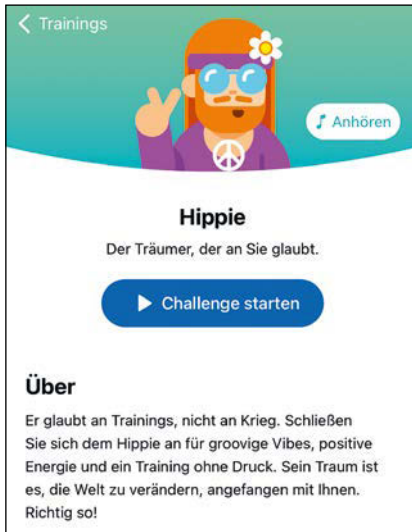 Trainings
Anhören
Hippie
Der Träumer, der an Sie glaubt.
Challenge starten
Über
Er glaubt an Trainings, nicht an Krieg. Schließen
Sie sich dem Hippie an für groovige Vibes, positive
Energie und ein Training ohne Druck. Sein Traum ist
es, die Welt zu verändern, angefangen mit Ihnen.
Richtig so!